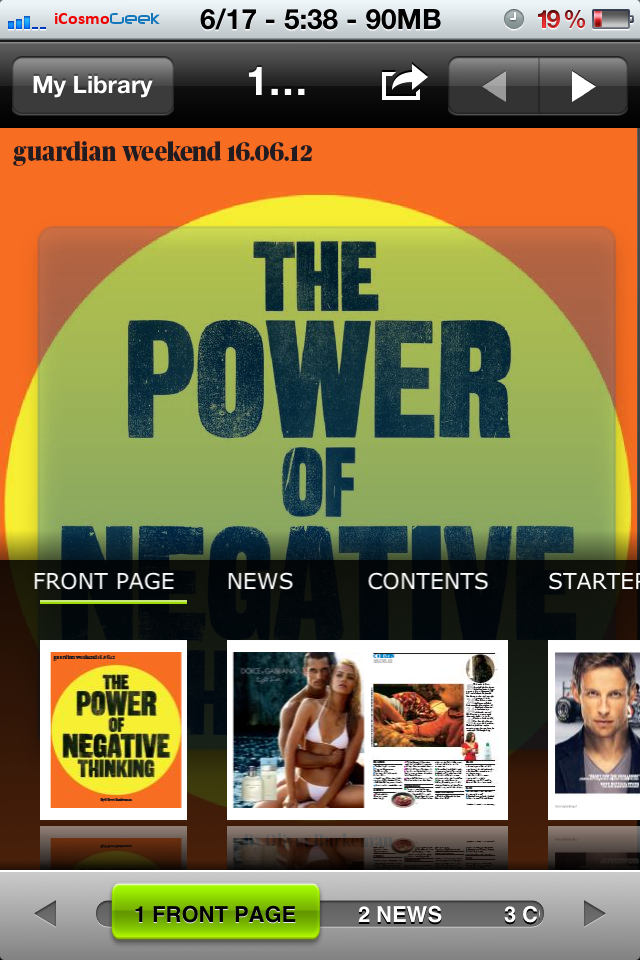 iCosmoGeek 6/17 - 5:38 - 90MB 19 %
My Library 1...
guardian weekend 16.06.12
THE
POWER
OF
NEGATIVE
FRONT PAGE NEWS CONTENTS STARTER
guardian weekend 16.06.12
THE
POWER
OF
NEGATIVE
THINKING
DOLCE & GABBANA
1 FRONT PAGE 2 NEWS 3 C